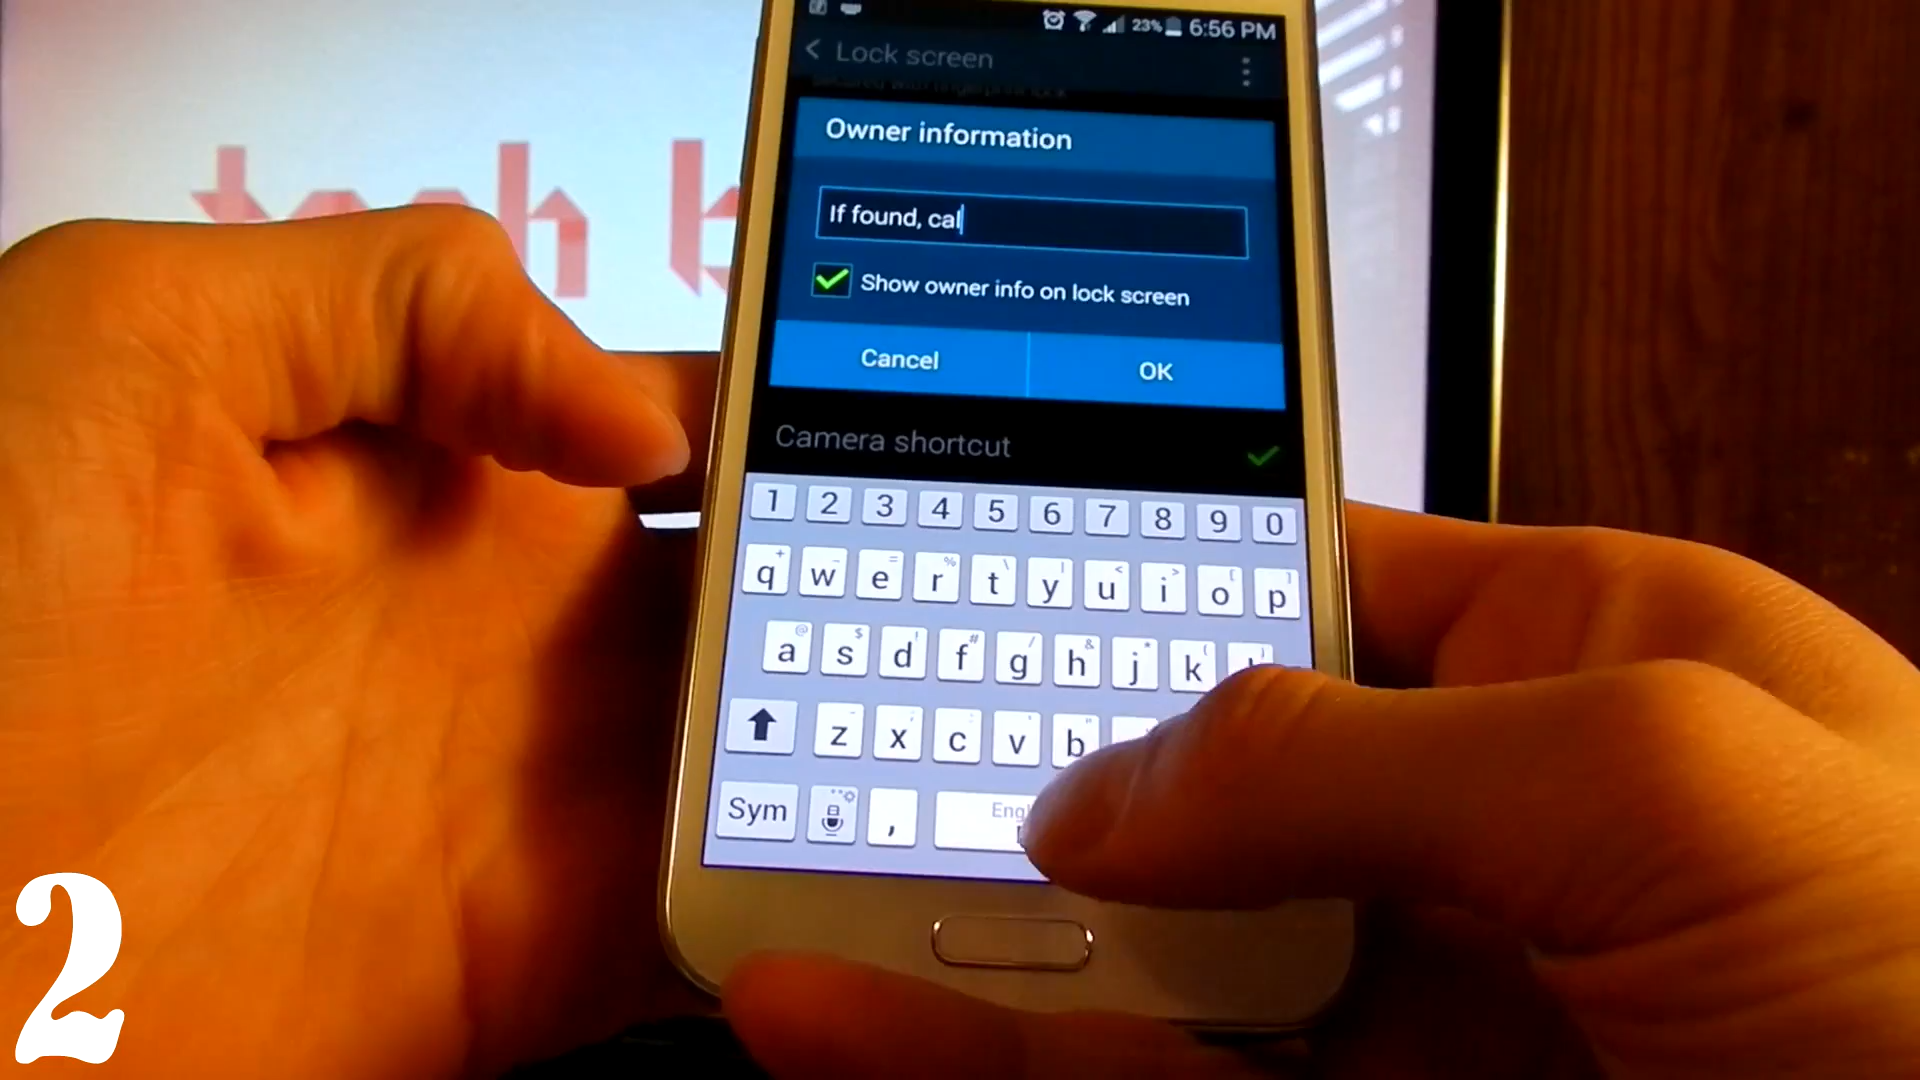 23% 6:56 PM
Lock screen
Owner information
If found, cal
Show owner info on lock screen
Cancel OK
Camera shortcut
1 2 3 4 5 6 7 8 9 0
q w e r t y u i o p
a s d f g h j k
z x c v b
Sym ,
tech b
2